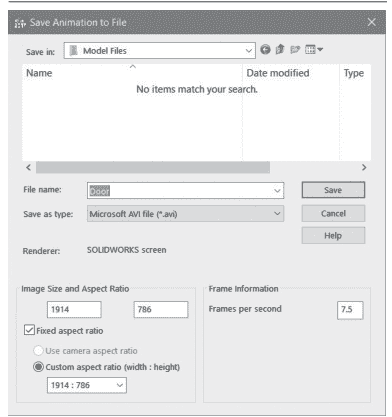 Save Animation to File
Save in: Model Files
Name Date modified Type
No items match your search.
File name: Door Save
Save as type: Microsoft AVI file (*.avi) Cancel
Help
Renderer: SOLIDWORKS screen
Image Size and Aspect Ratio Frame Information
1914 786 Frames per second 7.5
Fixed aspect ratio
Use camera aspect ratio
Custom aspect ratio (width : height)
1914 : 786